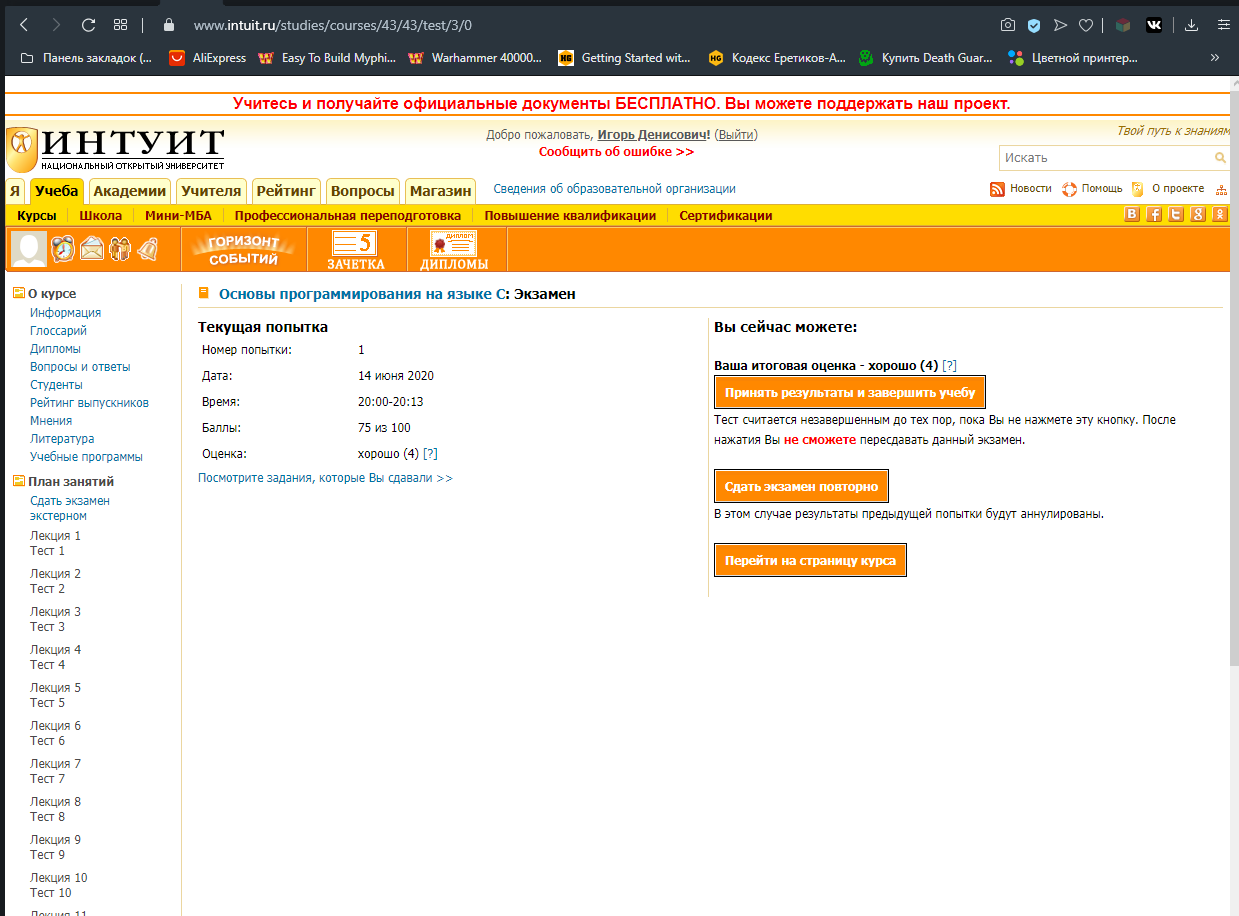 www.intuit.ru/studies/courses/43/43/test/3/0
Панель закладок (...
AliExpress
Easy To Build Myphi...
Warhammer 40000...
HG
Getting Started wit...
HG
Кодекс Еретиков-А...
Купить Death Guar...
Цветной принтер...
Учитесь и получайте официальные документы БЕСПЛАТНО. Вы можете поддержать наш проект.
ИНТУИТ
НАЦИОНАЛЬНЫЙ ОТКРЫТЫЙ УНИВЕРСИТЕТ
Добро пожаловать, Игорь Денисович! (Выйти)
Сообщить об ошибке >>
Твой путь к знаниям
Искать
Я
Учеба
Академии
Учителя
Рейтинг
Вопросы
Магазин
Сведения об образовательной организации
Новости
Помощь
О проекте
Курсы
Школа
Мини-МБА
Профессиональная переподготовка
Повышение квалификации
Сертификации
ГОРИЗОНТ
СОБЫТИЙ
5
ЗАЧЕТКА
ДИПЛОМ
ДИПЛОМЫ
О курсе
Информация
Глоссарий
Дипломы
Вопросы и ответы
Студенты
Рейтинг выпускников
Мнения
Литература
Учебные программы
План занятий
Сдать экзамен
экстерном
Лекция 1
Тест 1
Лекция 2
Тест 2
Лекция 3
Тест 3
Лекция 4
Тест 4
Лекция 5
Тест 5
Лекция 6
Тест 6
Лекция 7
Тест 7
Лекция 8
Тест 8
Лекция 9
Тест 9
Лекция 10
Тест 10
Лекция 11
Основы программирования на языке C: Экзамен
Текущая попытка
Номер попытки: 1
Дата: 14 июня 2020
Время: 20:00-20:13
Баллы: 75 из 100
Оценка: хорошо (4) [?]
Посмотрите задания, которые Вы сдавали >>
Вы сейчас можете:
Ваша итоговая оценка - хорошо (4) [?]
Принять результаты и завершить учебу
Тест считается незавершенным до тех пор, пока Вы не нажмете эту кнопку. После
нажатия Вы не сможете пересдавать данный экзамен.
Сдать экзамен повторно
В этом случае результаты предыдущей попытки будут аннулированы.
Перейти на страницу курса